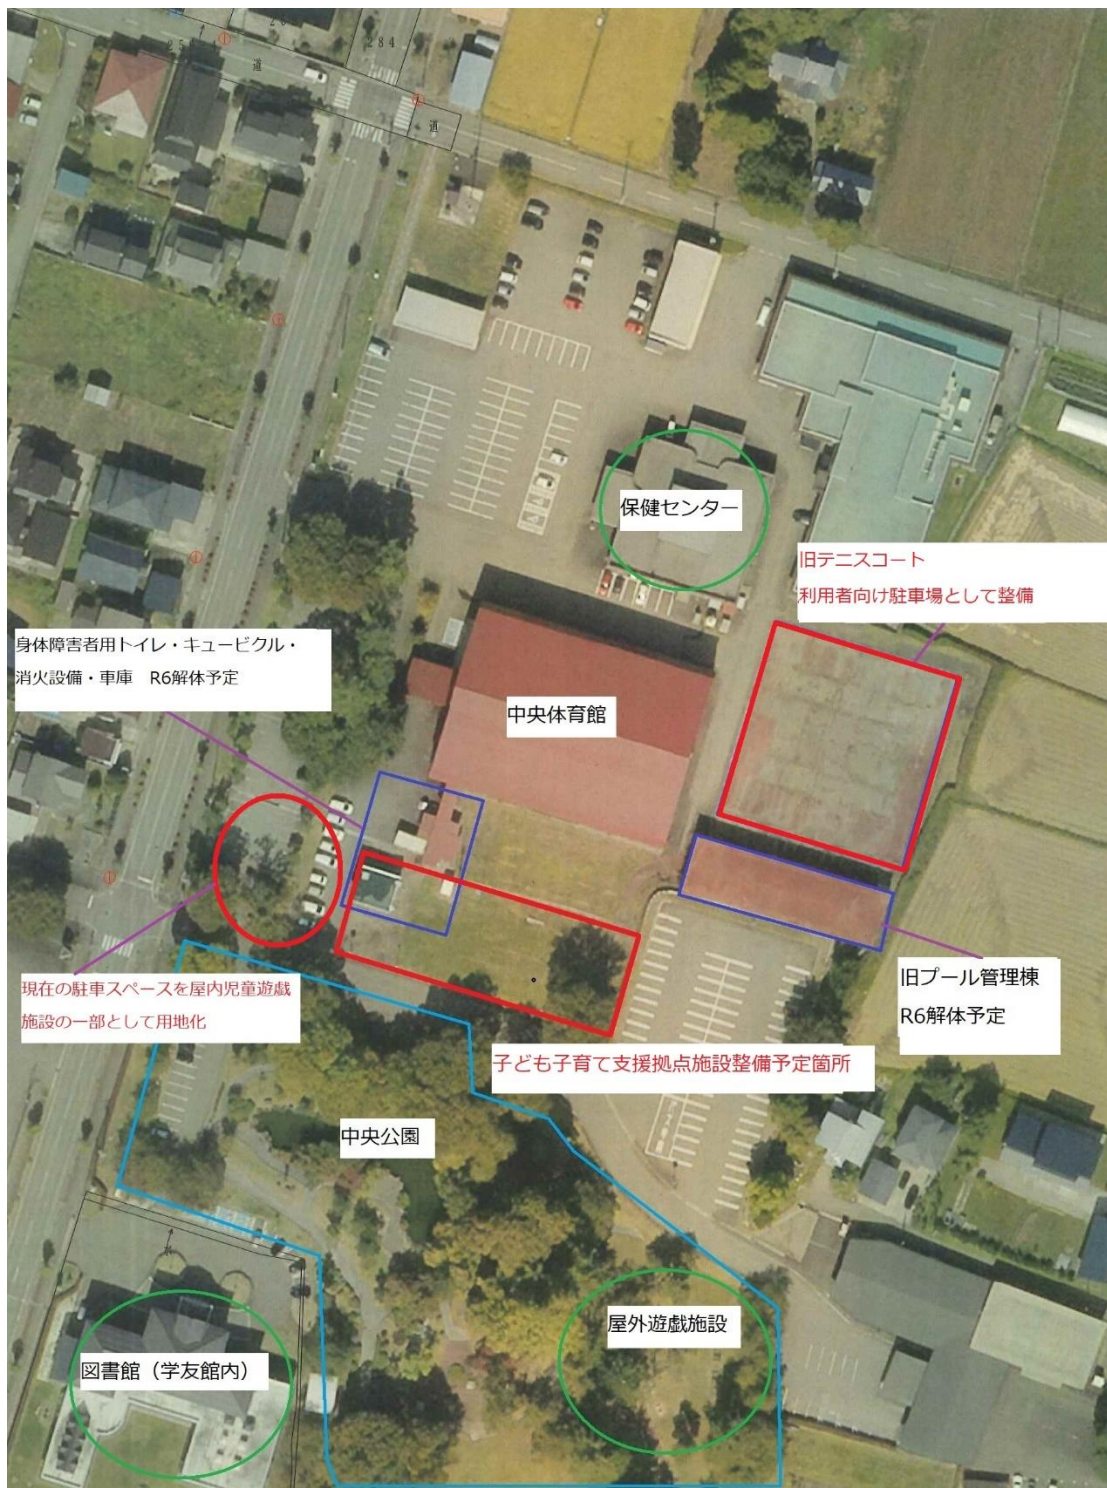 284
道
道
保健センター
旧テニスコート
利用者向け駐車場として整備
身体障害者用トイレ・キュービクル・
消火設備・車庫 R6解体予定
中央体育館
現在の駐車スペースを屋内児童遊戯
施設の一部として用地化
旧プール管理棟
R6解体予定
子ども子育て支援拠点施設整備予定箇所
中央公園
屋外遊戯施設
図書館（学友館内）